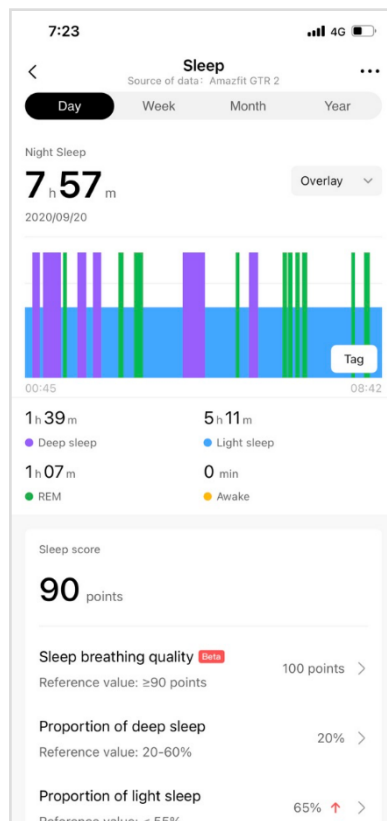 7:23
4G
Sleep
Source of data: Amazfit GTR 2
Day Week Month Year
Night Sleep
7 h 57 m
Overlay
2020/09/20
Tag
00:45 08:42
1 h 39 m 5 h 11 m
Deep sleep Light sleep
1 h 07 m 0 min
REM Awake
Sleep score
90 points
Sleep breathing quality Beta
100 points
Reference value: ≥90 points
Proportion of deep sleep
20%
Reference value: 20-60%
Proportion of light sleep
65% ↑
Reference value: < 55%